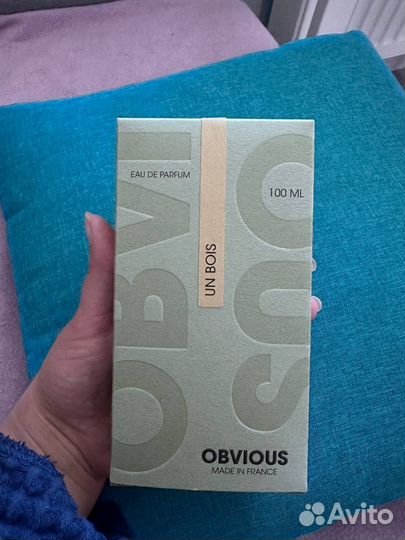 OBVI
OUS
EAU DE PARFUM
100 ML
UN BOIS
OBVIOUS
MADE IN FRANCE
Avito